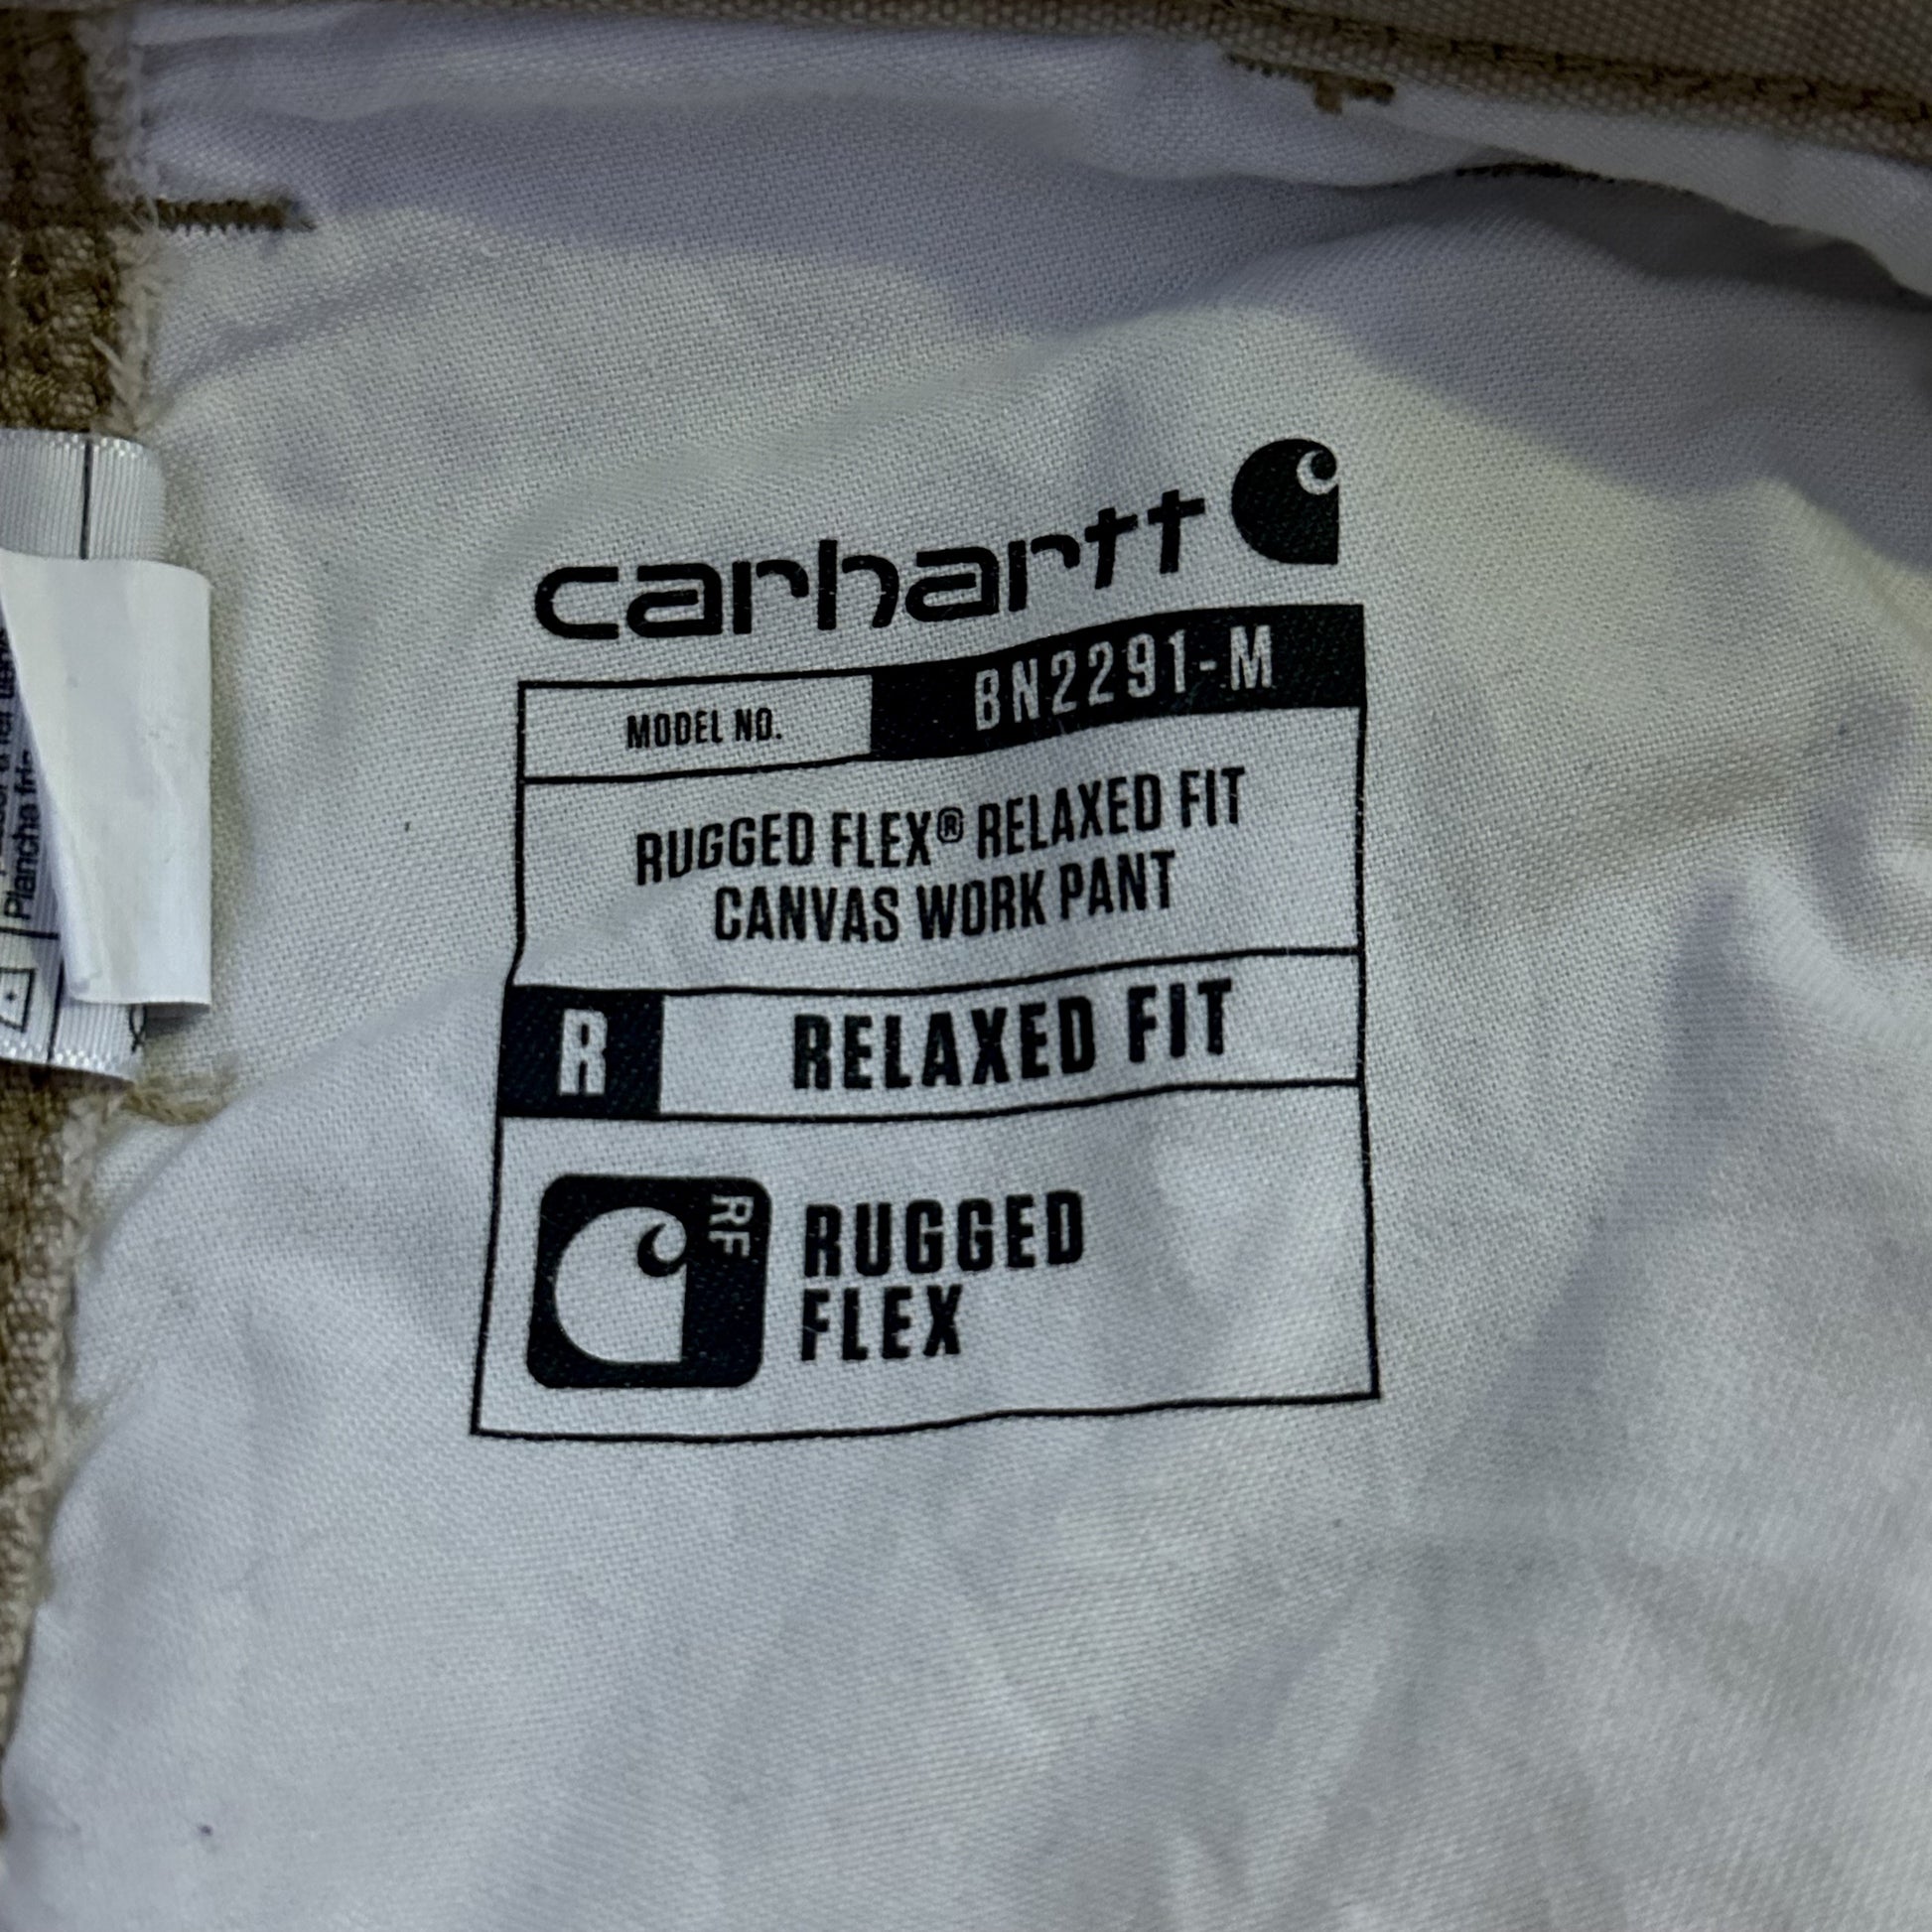 carhartt
MODEL NO. BN2291-M
RUGGED FLEX® RELAXED FIT
CANVAS WORK PANT
R RELAXED FIT
RF
RUGGED
FLEX
Plancha